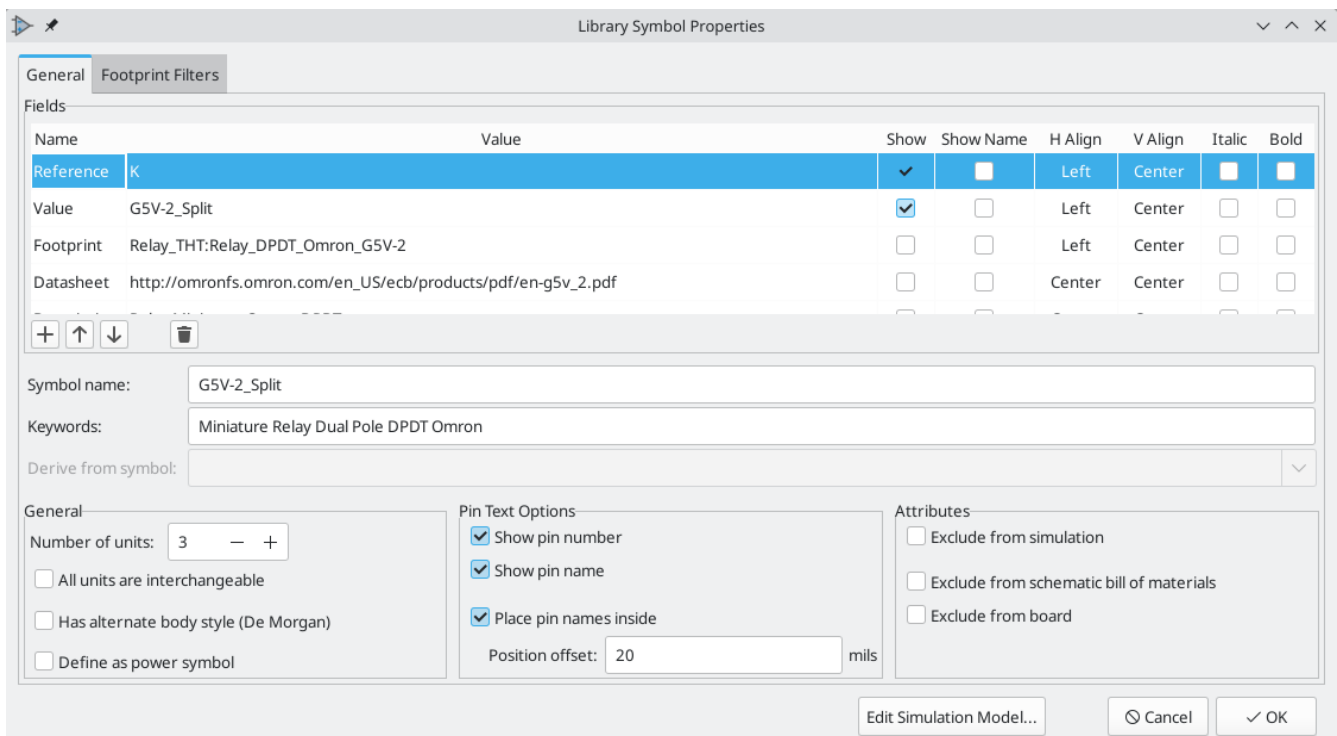 Library Symbol Properties
General Footprint Filters
Fields
Name Value Show Show Name H Align V Align Italic Bold
Reference K Left Center
Value G5V-2_Split Left Center
Footprint Relay_THT:Relay_DPDT_Omron_G5V-2 Left Center
Datasheet http://omronfs.omron.com/en_US/ecb/products/pdf/en-g5v_2.pdf Center Center
Symbol name: G5V-2_Split
Keywords: Miniature Relay Dual Pole DPDT Omron
Derive from symbol:
General Pin Text Options Attributes
Number of units: 3 Show pin number Exclude from simulation
All units are interchangeable Show pin name Exclude from schematic bill of materials
Has alternate body style (De Morgan) Place pin names inside Exclude from board
Define as power symbol Position offset: 20 mils
Edit Simulation Model... Cancel OK